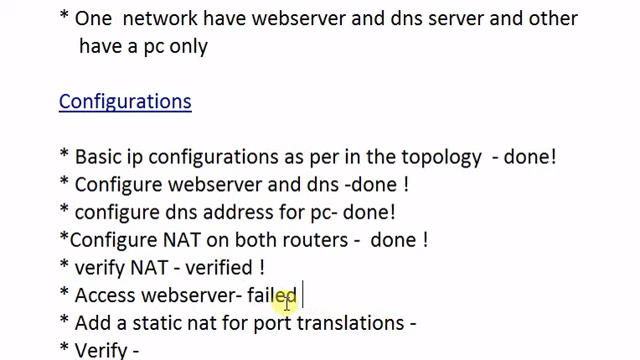 * One network have webserver and dns server and other
have a pc only
Configurations
* Basic ip configurations as per in the topology - done!
* Configure webserver and dns -done !
* configure dns address for pc- done!
*Configure NAT on both routers - done !
* verify NAT - verified !
* Access webserver- failed
* Add a static nat for port translations -
* Verify -